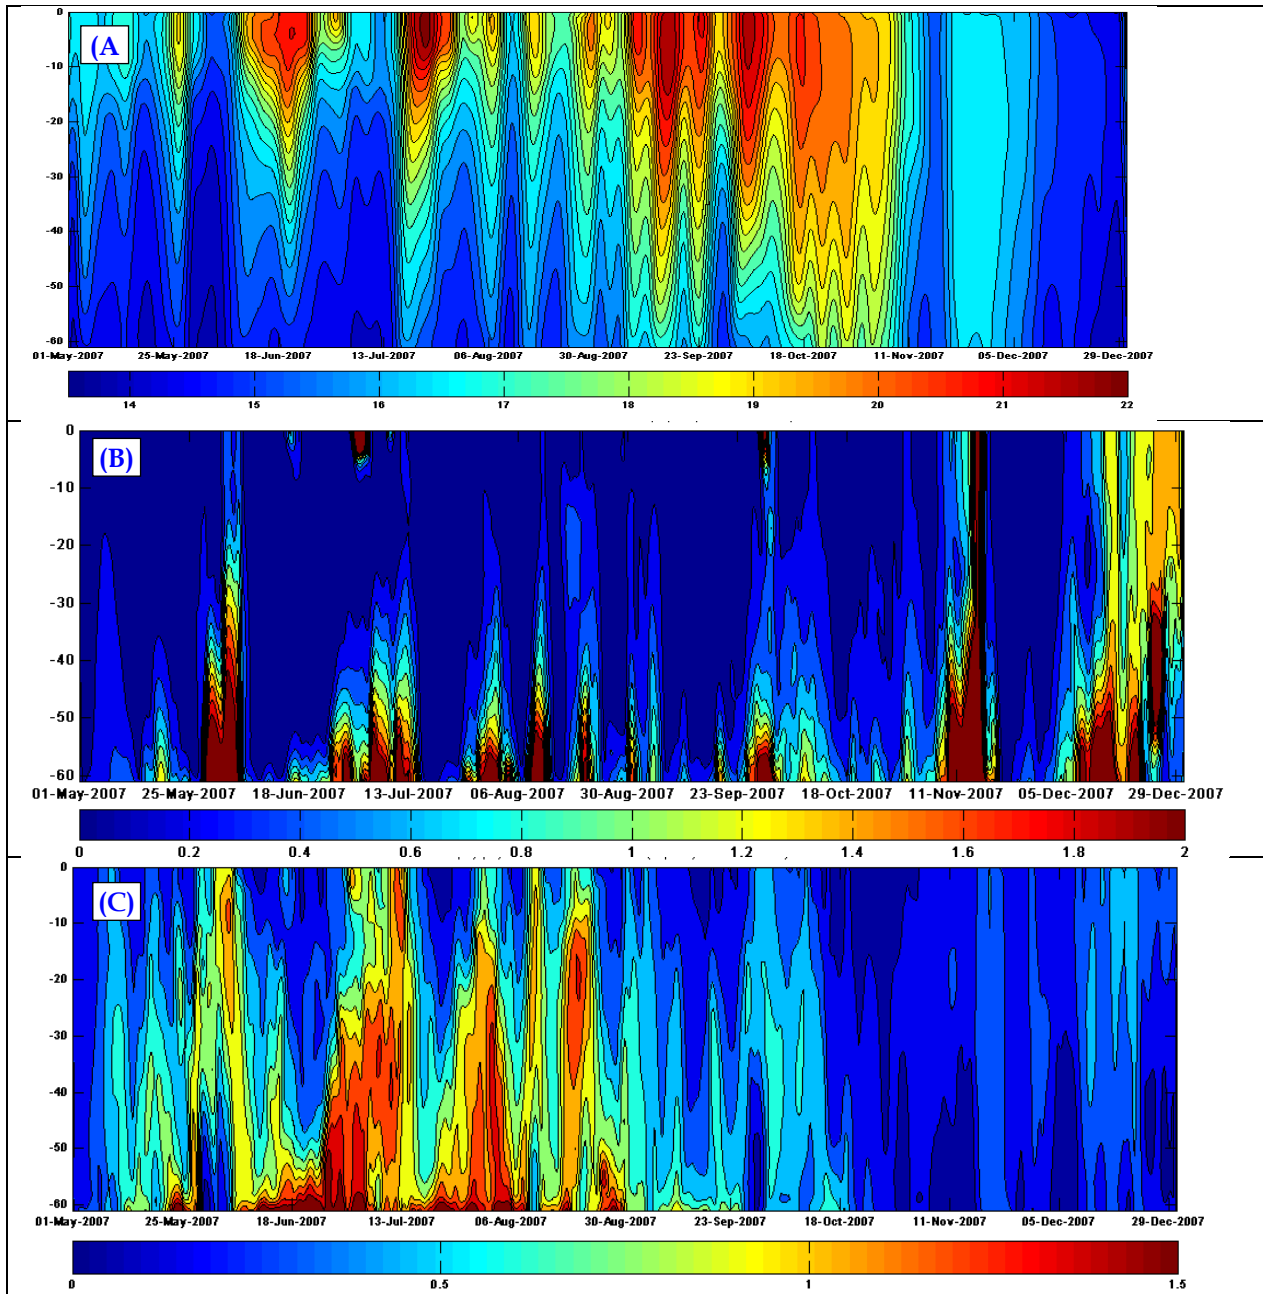 0
(A
-10
-20
-30
-40
-50
-60
01-May-2007 25-May-2007 18-Jun-2007 13-Jul-2007 06-Aug-2007 30-Aug-2007 23-Sep-2007 18-Oct-2007 11-Nov-2007 05-Dec-2007 29-Dec-2007
14 15 16 17 18 19 20 21 22
0
(B)
-10
-20
-30
-40
-50
-60
01-May-2007 25-May-2007 18-Jun-2007 13-Jul-2007 06-Aug-2007 30-Aug-2007 23-Sep-2007 18-Oct-2007 11-Nov-2007 05-Dec-2007 29-Dec-2007
0 0.2 0.4 0.6 0.8 1 1.2 1.4 1.6 1.8 2
0
(C)
-10
-20
-30
-40
-50
-60
01-May-2007 25-May-2007 18-Jun-2007 13-Jul-2007 06-Aug-2007 30-Aug-2007 23-Sep-2007 18-Oct-2007 11-Nov-2007 05-Dec-2007 29-Dec-2007
0 0.5 1 1.5